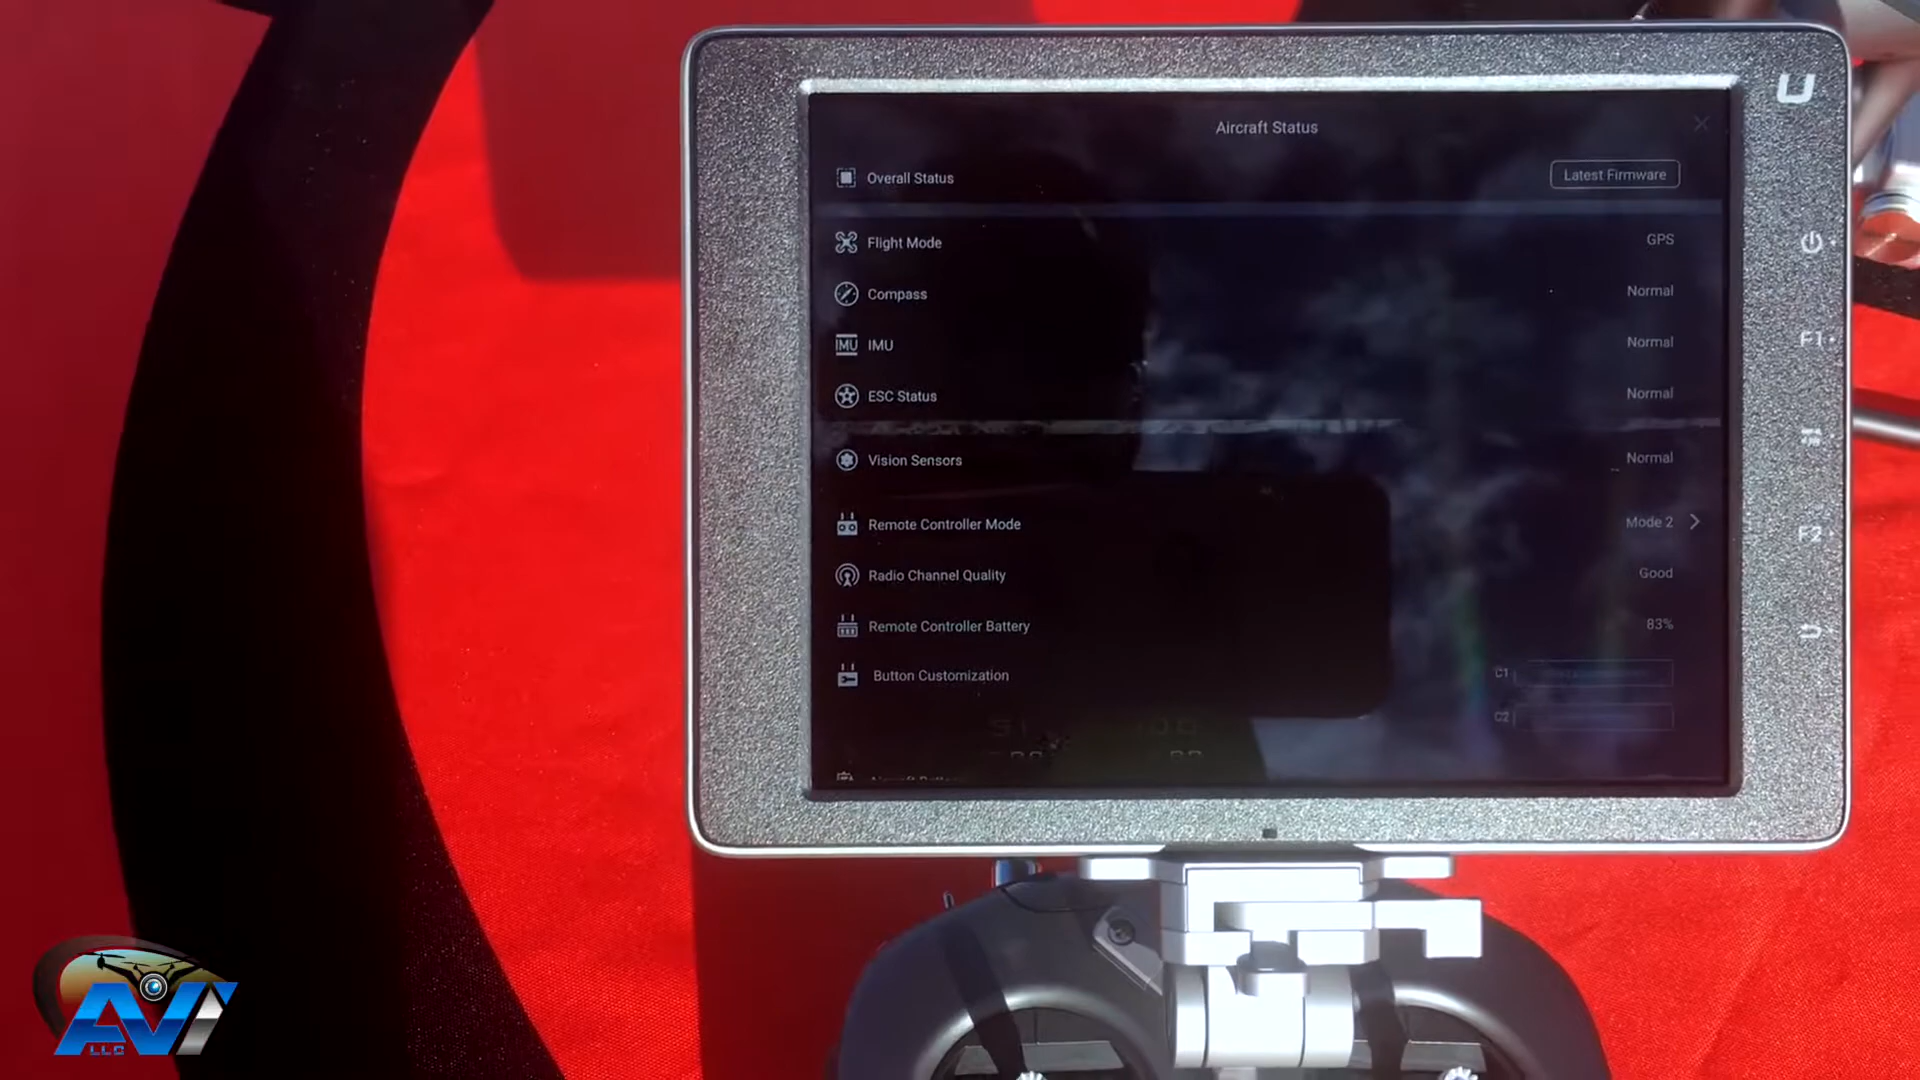 Aircraft Status
Overall Status
Latest Firmware
Flight Mode
GPS
Compass
Normal
IMU
IMU
Normal
ESC Status
Normal
Vision Sensors
Normal
Remote Controller Mode
Mode 2
Radio Channel Quality
Good
Remote Controller Battery
83%
Button Customization
C1
C2
F1
F2
AVI
LLC